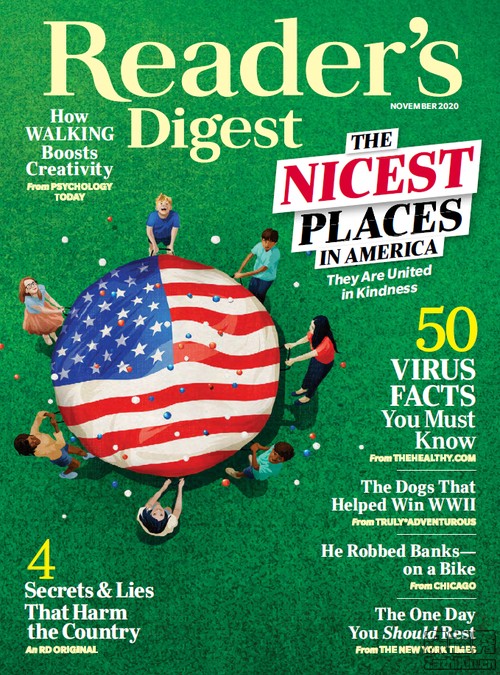 Reader's
Digest
NOVEMBER 2020
How
WALKING
Boosts
Creativity
From PSYCHOLOGY
TODAY
THE
NICEST
PLACES
IN AMERICA
They Are United
in Kindness
50
VIRUS
FACTS
You Must
Know
From THEHEALTHY.COM
The Dogs That
Helped Win WWII
From TRULY*ADVENTUROUS
He Robbed Banks—
on a Bike
From CHICAGO
The One Day
You Should Rest
From THE NEW YORK TIMES
4
Secrets & Lies
That Harm
the Country
An RD ORIGINAL